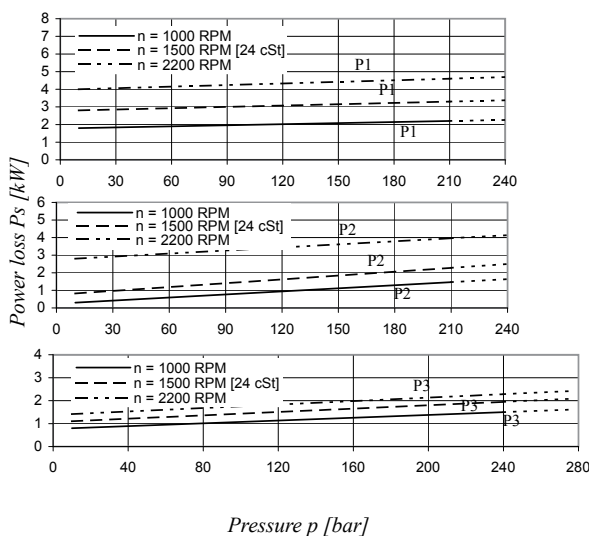 8
7
6
5
4
3
2
1
0
n = 1000 RPM
n = 1500 RPM [24 cSt]
n = 2200 RPM
P1
P1
P1
0 30 60 90 120 150 180 210 240
Power loss Ps [kW]
6
5
4
3
2
1
0
n = 1000 RPM
n = 1500 RPM [24 cSt]
n = 2200 RPM
P2
P2
P2
0 30 60 90 120 150 180 210 240
4
3
2
1
0
n = 1000 RPM
n = 1500 RPM [24 cSt]
n = 2200 RPM
P3
P3
P3
0 40 80 120 160 200 240 280
Pressure p [bar]